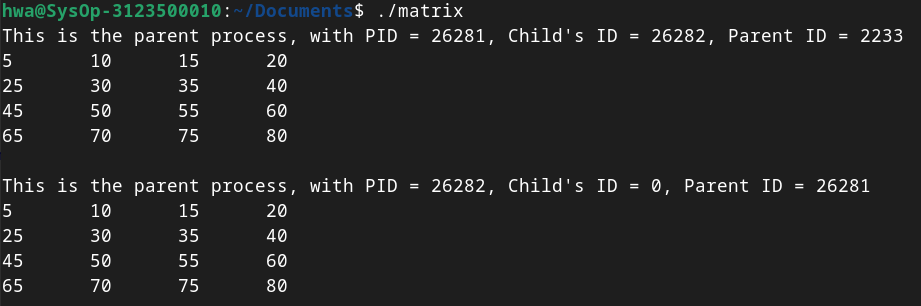 hwa@SysOp-3123500010:~/Documents$ ./matrix
This is the parent process, with PID = 26281, Child's ID = 26282, Parent ID = 2233
5 10 15 20
25 30 35 40
45 50 55 60
65 70 75 80
This is the parent process, with PID = 26282, Child's ID = 0, Parent ID = 26281
5 10 15 20
25 30 35 40
45 50 55 60
65 70 75 80